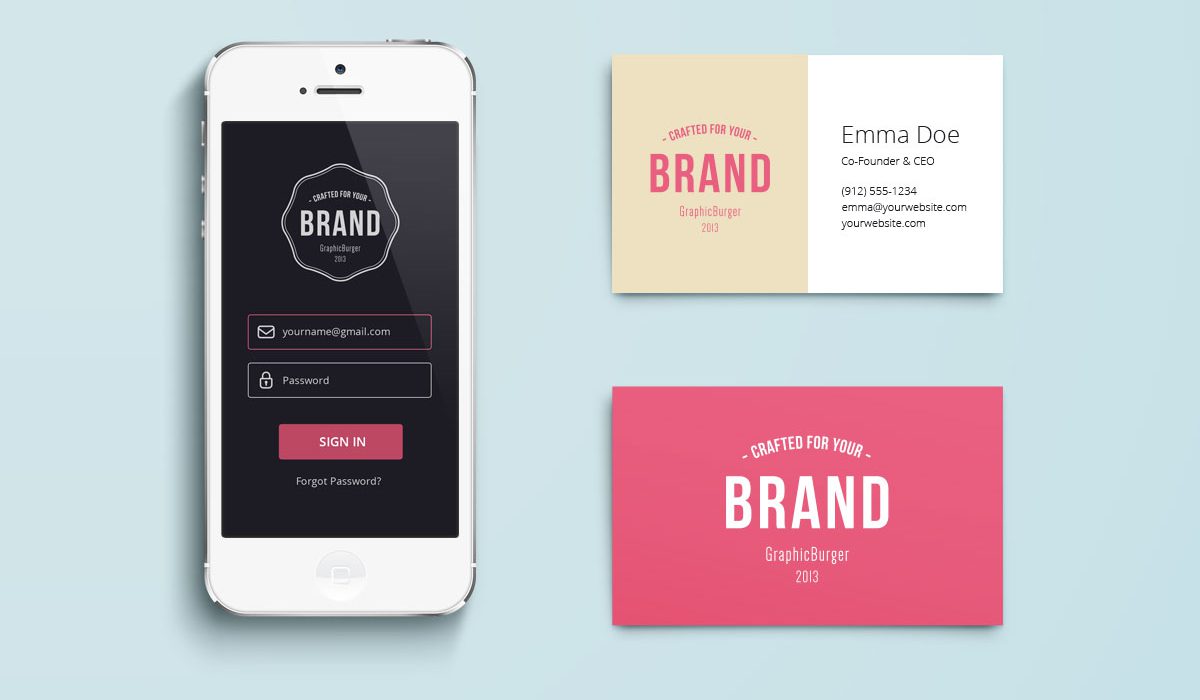 - CRAFTED FOR YOUR -
BRAND
GraphicBurger
2013
yourname@gmail.com
Password
SIGN IN
Forgot Password?
- CRAFTED FOR YOUR -
BRAND
GraphicBurger
2013
Emma Doe
Co-Founder & CEO
(912) 555-1234
emma@yourwebsite.com
yourwebsite.com
- CRAFTED FOR YOUR -
BRAND
GraphicBurger
2013